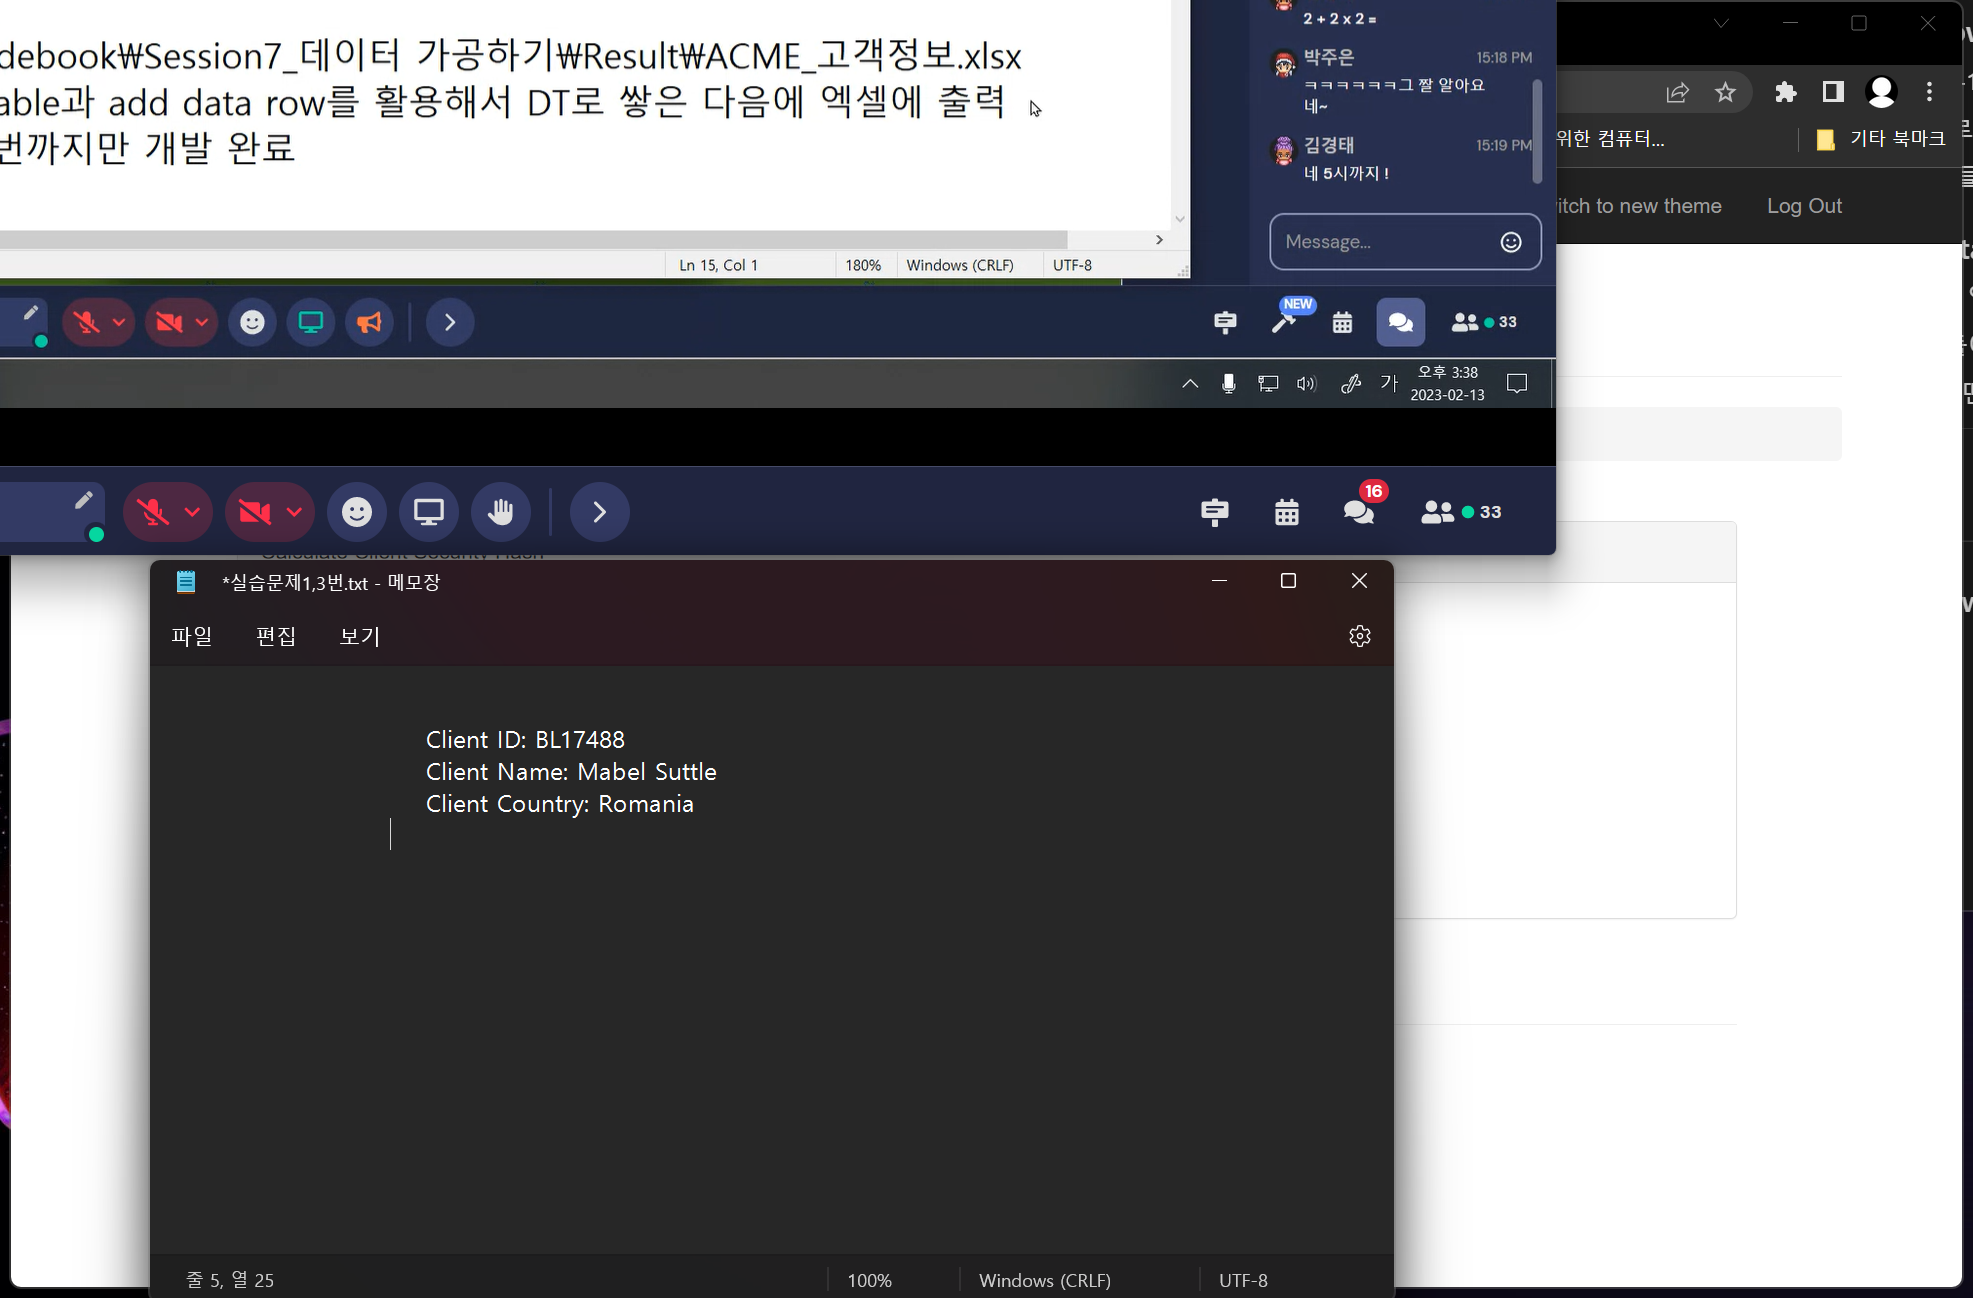 debook₩Session7_데이터 가공하기₩Result₩ACME_고객정보.xlsx
able과 add data row를 활용해서 DT로 쌓은 다음에 엑셀에 출력
번까지만 개발 완료
Ln 15, Col 1
180%
Windows (CRLF)
UTF-8
2 + 2 x 2 =
박주은
15:18 PM
ㅋㅋㅋㅋㅋㅋ그 짤 알아요
네~
김경태
15:19 PM
네 5시까지 !
Message...
NEW
33
가
오후 3:38
2023-02-13
16
33
위한 컴퓨터...
기타 북마크
itch to new theme
Log Out
*실습문제1,3번.txt - 메모장
파일
편집
보기
Client ID: BL17488
Client Name: Mabel Suttle
Client Country: Romania
줄 5, 열 25
100%
Windows (CRLF)
UTF-8